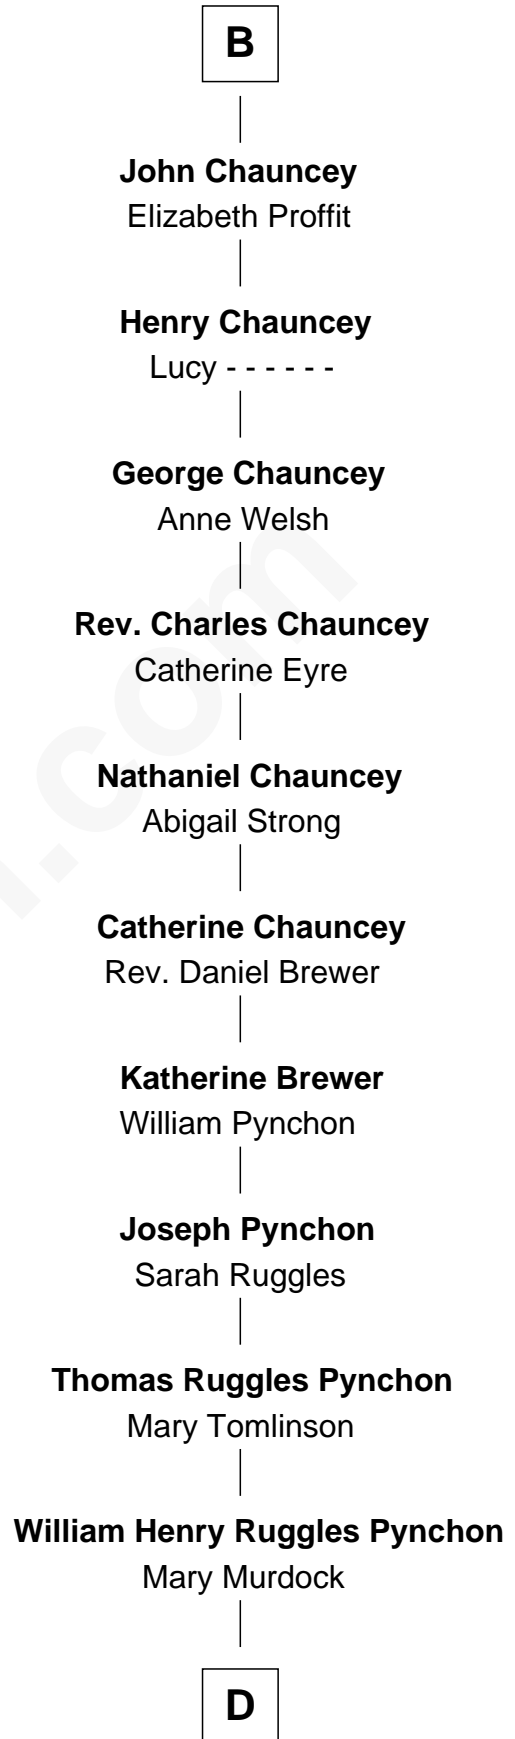 B
John Chauncey
Elizabeth Proffit
Henry Chauncey
Lucy - - - - - -
George Chauncey
Anne Welsh
Rev. Charles Chauncey
Catherine Eyre
Nathaniel Chauncey
Abigail Strong
Catherine Chauncey
Rev. Daniel Brewer
Katherine Brewer
William Pynchon
Joseph Pynchon
Sarah Ruggles
Thomas Ruggles Pynchon
Mary Tomlinson
William Henry Ruggles Pynchon
Mary Murdock
D